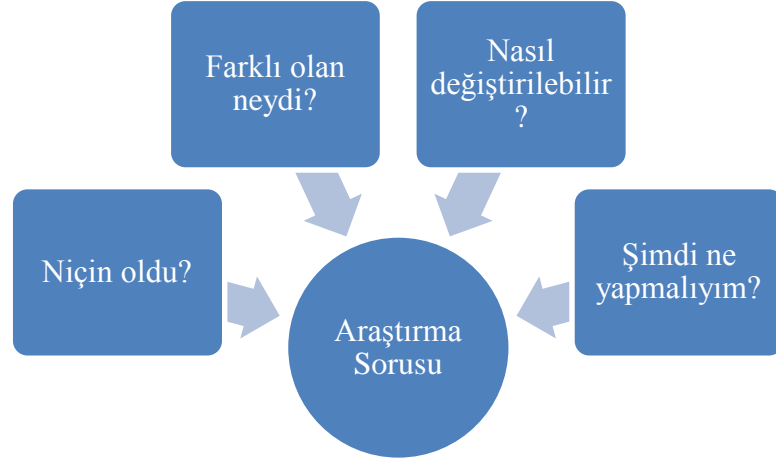 Farklı olan
neydi?
Nasıl
değiştirilebilir
?
Niçin oldu?
Şimdi ne
yapmalıyım?
Araştırma
Sorusu